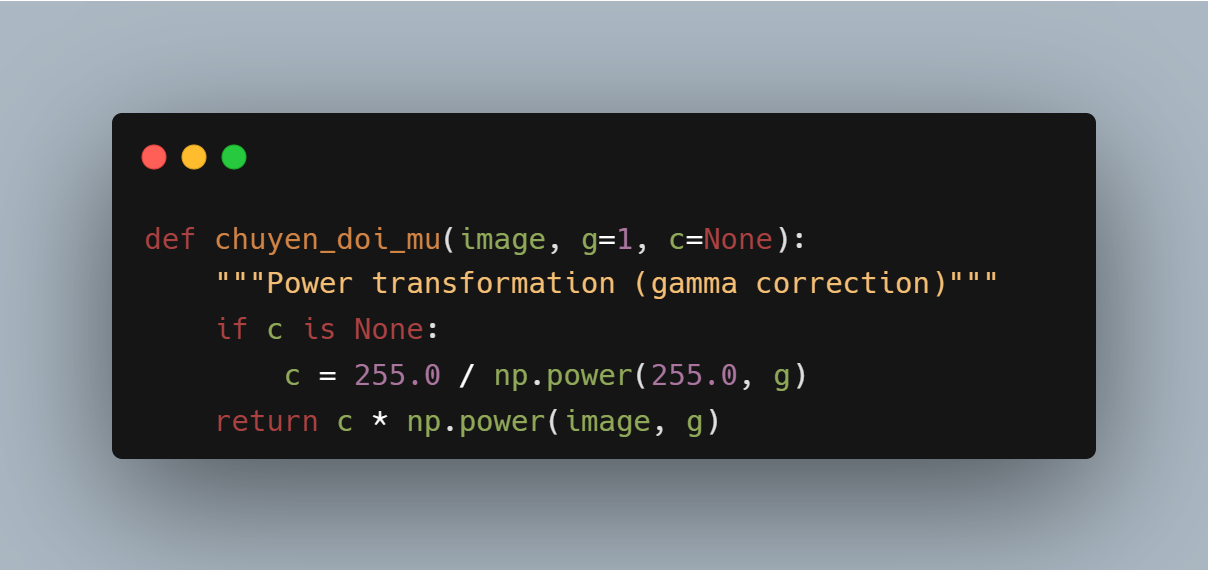 def chuyen_doi_mu(image, g=1, c=None):
    """Power transformation (gamma correction)"""
    if c is None:
        c = 255.0 / np.power(255.0, g)
    return c * np.power(image, g)